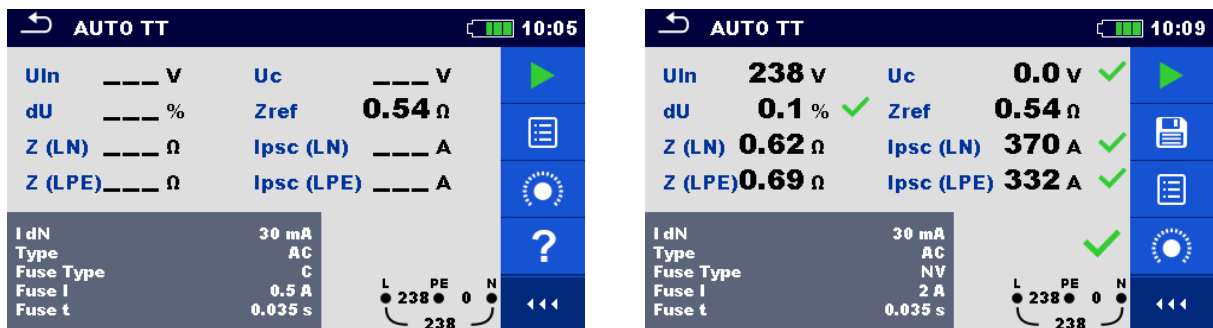 AUTO TT 10:05
Uln ___ V Uc ___ V
dU ___ % Zref 0.54 Ω
Z (LN) ___ Ω Ipsc (LN) ___ A
Z (LPE)___ Ω Ipsc (LPE) ___ A
I dN 30 mA
Type AC
Fuse Type C
Fuse I 0.5 A
Fuse t 0.035 s
L PE N
238 0
238
?
AUTO TT 10:09
Uln 238 V Uc 0.0 V
dU 0.1 % Zref 0.54 Ω
Z (LN) 0.62 Ω Ipsc (LN) 370 A
Z (LPE)0.69 Ω Ipsc (LPE) 332 A
I dN 30 mA
Type AC
Fuse Type NV
Fuse I 2 A
Fuse t 0.035 s
L PE N
238 0
238